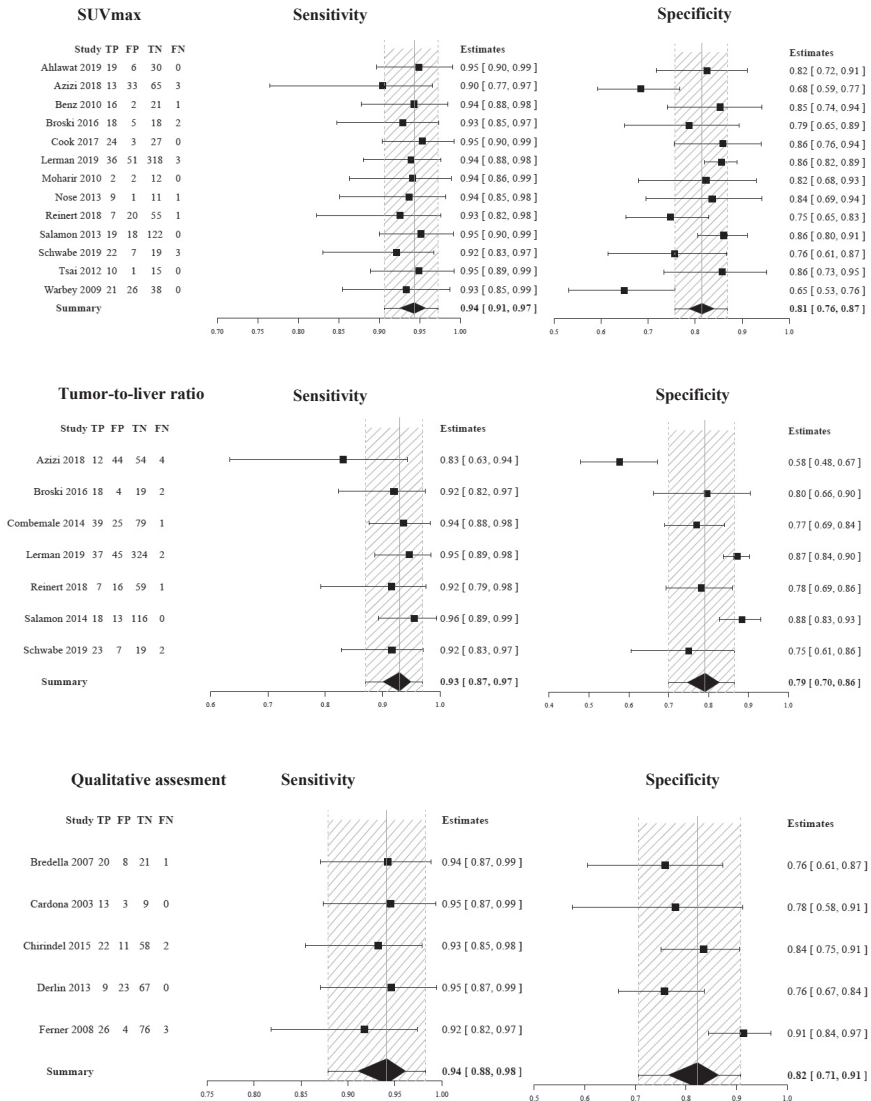 SUVmax Sensitivity Specificity
Study TP FP TN FN Estimates Estimates
Ahlawat 2019 19 6 30 0 0.95 [ 0.90, 0.99] 0.82 [ 0.72, 0.91]
Azizi 2018 13 33 65 3 0.90 [ 0.77, 0.97] 0.68 [ 0.59, 0.77]
Benz 2010 16 2 21 1 0.94 [ 0.88, 0.98] 0.85 [ 0.74, 0.94]
Broski 2016 18 5 18 2 0.93 [ 0.85, 0.97] 0.79 [ 0.65, 0.89]
Cook 2017 24 3 27 0 0.95 [ 0.90, 0.99] 0.86 [ 0.76, 0.94]
Lerman 2019 36 51 318 3 0.94 [ 0.88, 0.98] 0.86 [ 0.82, 0.89]
Moharir 2010 2 2 12 0 0.94 [ 0.86, 0.99] 0.82 [ 0.68, 0.93]
Nose 2013 9 1 11 1 0.94 [ 0.85, 0.98] 0.84 [ 0.69, 0.94]
Reinert 2018 7 20 55 1 0.93 [ 0.82, 0.98] 0.75 [ 0.65, 0.83]
Salamon 2013 19 18 122 0 0.95 [ 0.90, 0.99] 0.86 [ 0.80, 0.91]
Schwabe 2019 22 7 19 3 0.92 [ 0.83, 0.97] 0.76 [ 0.61, 0.87]
Tsai 2012 10 1 15 0 0.95 [ 0.89, 0.99] 0.86 [ 0.73, 0.95]
Warbey 2009 21 26 38 0 0.93 [ 0.85, 0.99] 0.65 [ 0.53, 0.76]
Summary 0.94 [ 0.91, 0.97] 0.81 [ 0.76, 0.87]
0.70 0.75 0.80 0.85 0.90 0.95 1.00 0.5 0.6 0.7 0.8 0.9 1.0
Tumor-to-liver ratio Sensitivity Specificity
Study TP FP TN FN Estimates Estimates
Azizi 2018 12 44 54 4 0.83 [ 0.63, 0.94 ] 0.58 [ 0.48, 0.67]
Broski 2016 18 4 19 2 0.92 [ 0.82, 0.97 ] 0.80 [ 0.66, 0.90]
Combemale 2014 39 25 79 1 0.94 [ 0.88, 0.98 ] 0.77 [ 0.69, 0.84]
Lerman 2019 37 45 324 2 0.95 [ 0.89, 0.98 ] 0.87 [ 0.84, 0.90]
Reinert 2018 7 16 59 1 0.92 [ 0.79, 0.98 ] 0.78 [ 0.69, 0.86]
Salamon 2014 18 13 116 0 0.96 [ 0.89, 0.99 ] 0.88 [ 0.83, 0.93]
Schwabe 2019 23 7 19 2 0.92 [ 0.83, 0.97 ] 0.75 [ 0.61, 0.86]
Summary 0.93 [ 0.87, 0.97 ] 0.79 [ 0.70, 0.86]
0.6 0.7 0.8 0.9 1.0 0.4 0.5 0.6 0.7 0.8 0.9 1.0
Qualitative assesment Sensitivity Specificity
Study TP FP TN FN Estimates Estimates
Bredella 2007 20 8 21 1 0.94 [ 0.87, 0.99 ] 0.76 [ 0.61, 0.87 ]
Cardona 2003 13 3 9 0 0.95 [ 0.87, 0.99 ] 0.78 [ 0.58, 0.91 ]
Chirindel 2015 22 11 58 2 0.93 [ 0.85, 0.98 ] 0.84 [ 0.75, 0.91 ]
Derlin 2013 9 23 67 0 0.95 [ 0.87, 0.99 ] 0.76 [ 0.67, 0.84 ]
Ferner 2008 26 4 76 3 0.92 [ 0.82, 0.97 ] 0.91 [ 0.84, 0.97 ]
Summary 0.94 [ 0.88, 0.98 ] 0.82 [ 0.71, 0.91 ]
0.75 0.80 0.85 0.90 0.95 1.00 0.5 0.6 0.7 0.8 0.9 1.0